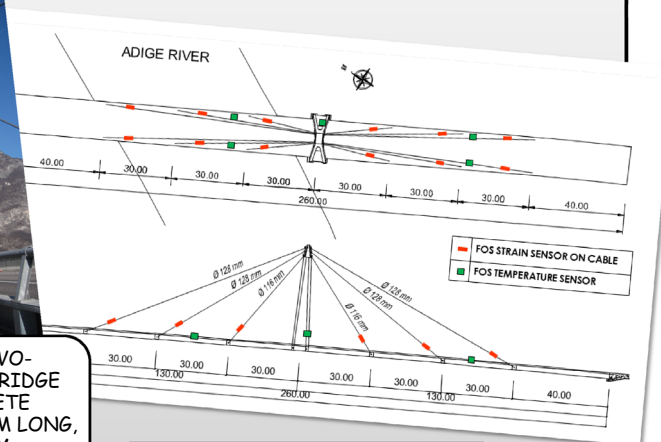 ADIGE RIVER
N
40.00 30.00 30.00 30.00 30.00 30.00 30.00 40.00
260.00
FOS STRAIN SENSOR ON CABLE
FOS TEMPERATURE SENSOR
Ø 128 mm
Ø 128 mm
Ø 116 mm
Ø 128 mm
Ø 128 mm
Ø 116 mm
30.00 30.00 30.00 30.00 30.00 30.00 40.00
130.00 130.00
260.00
WO-
RIDGE
ETE
M LONG,